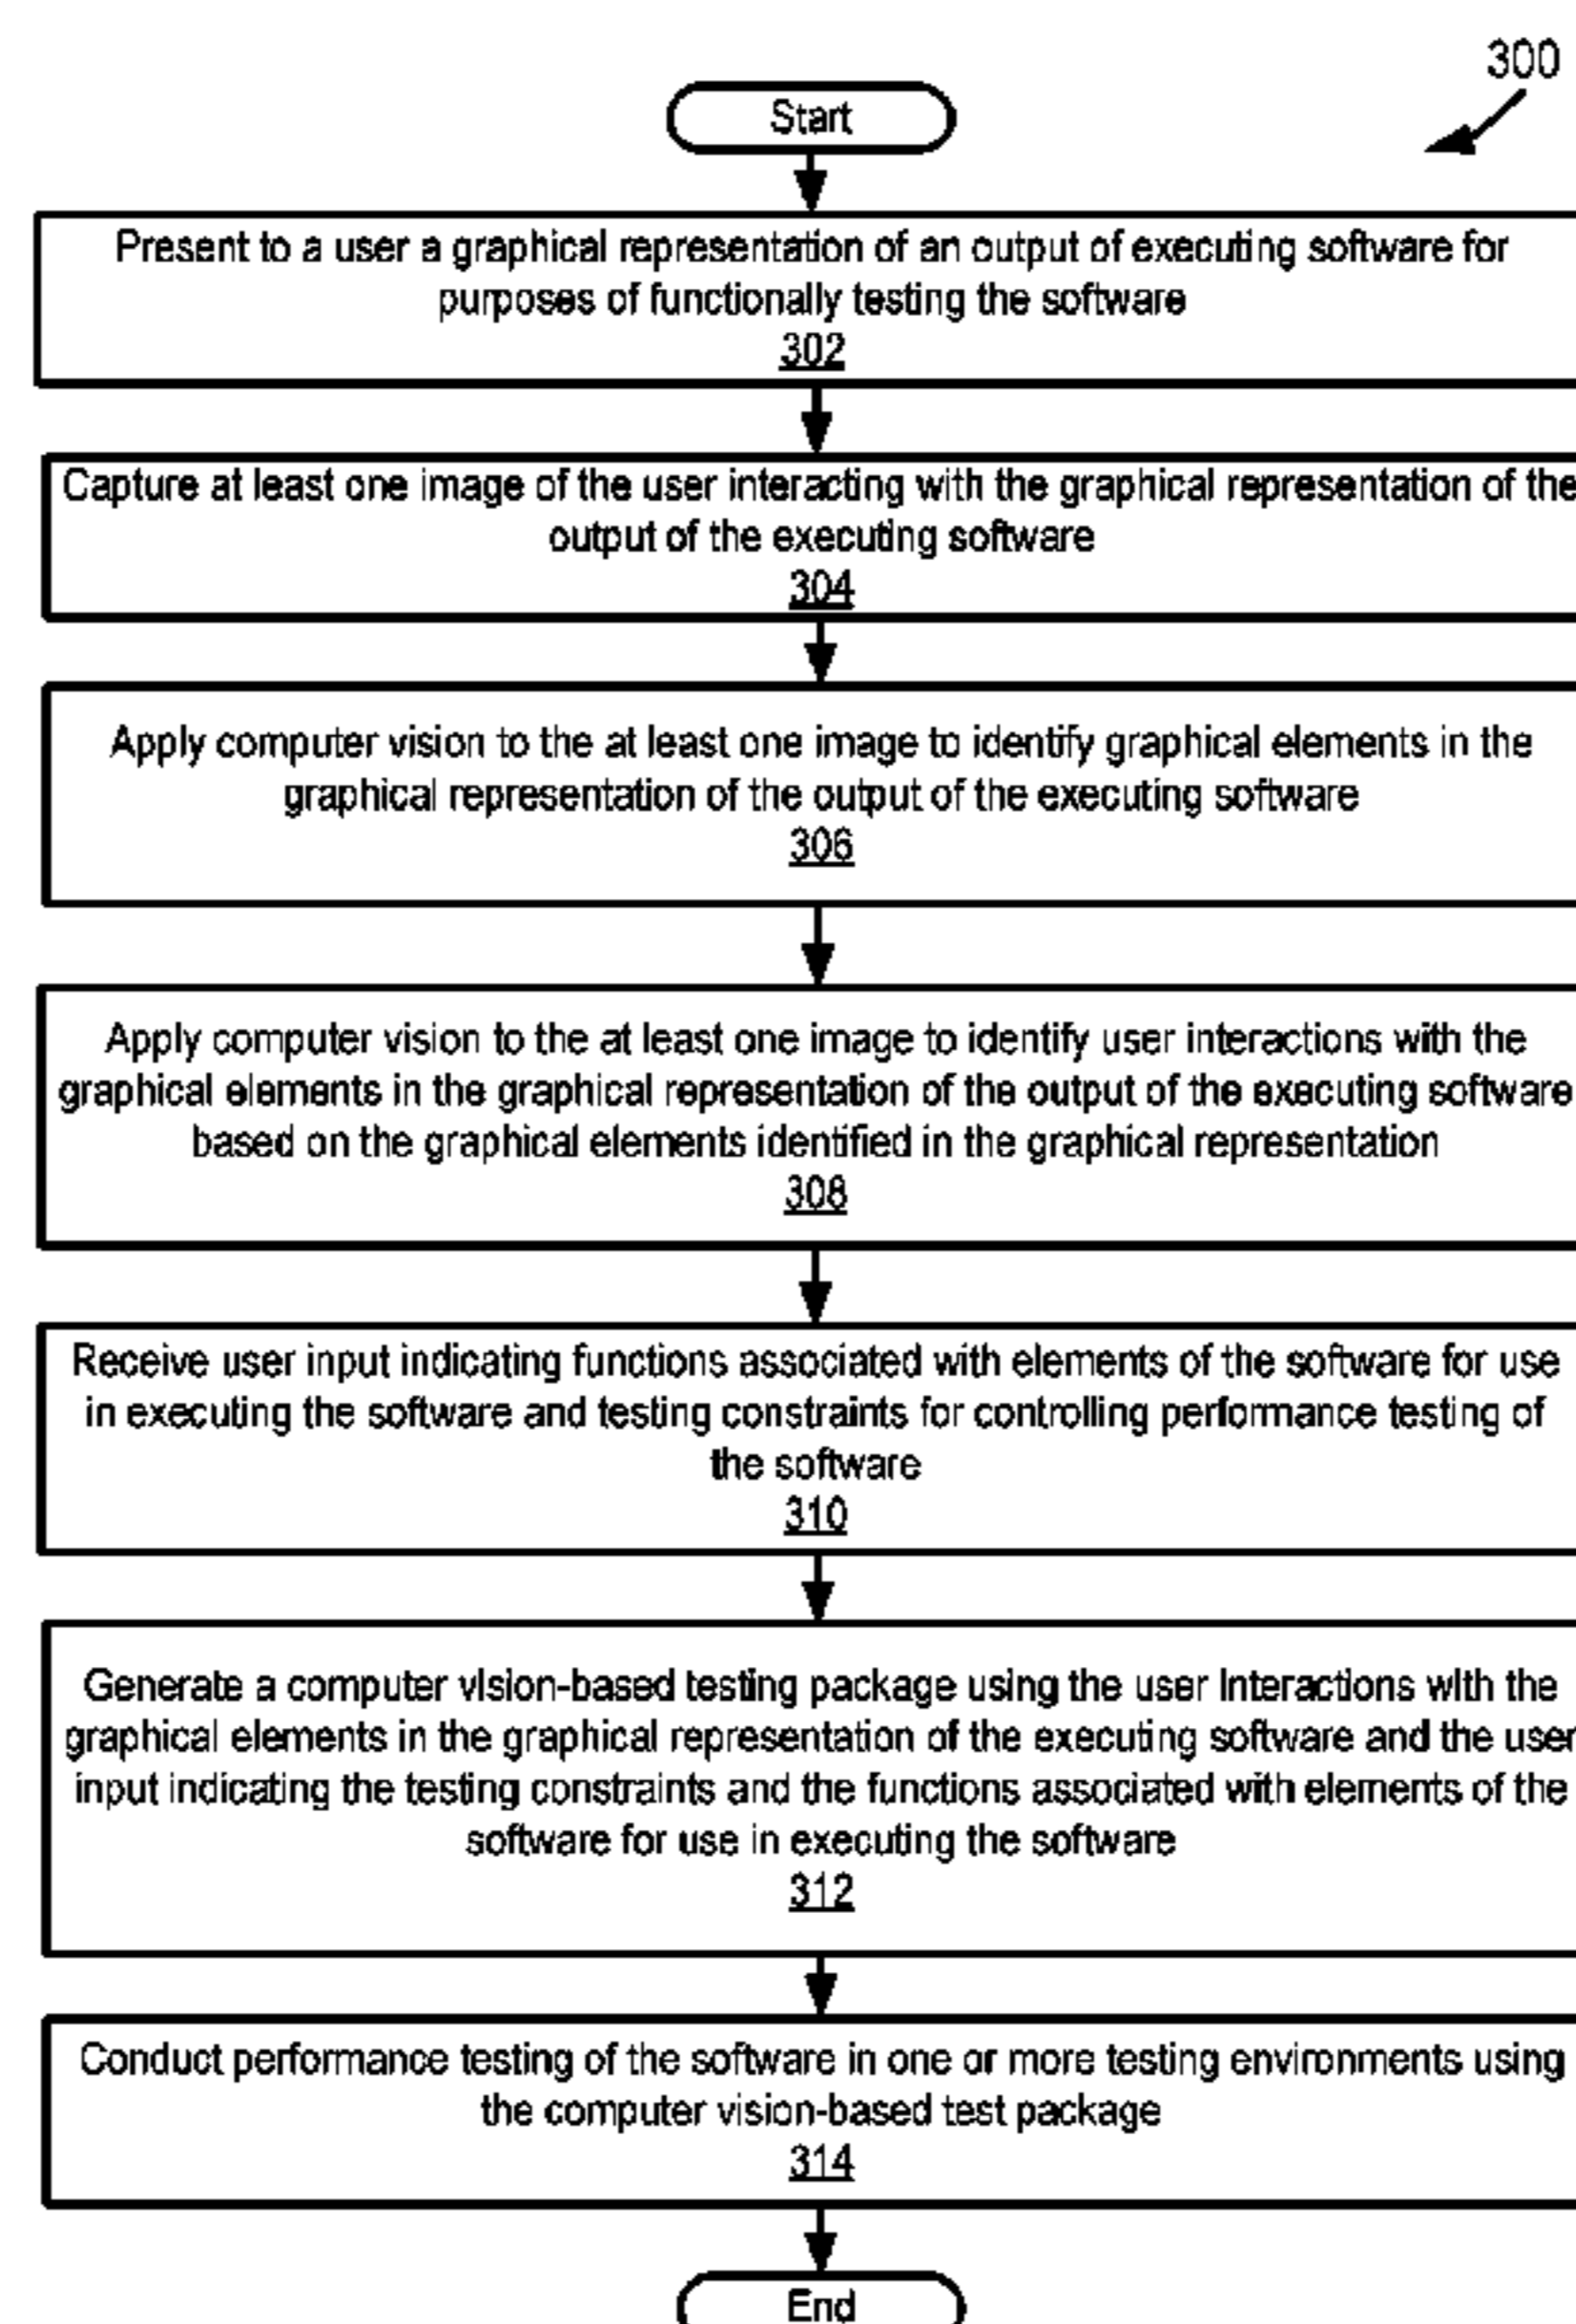 300
Start
Present to a user a graphical representation of an output of executing software for
purposes of functionally testing the software
302
Capture at least one image of the user interacting with the graphical representation of the
output of the executing software
304
Apply computer vision to the at least one image to identify graphical elements in the
graphical representation of the output of the executing software
306
Apply computer vision to the at least one image to identify user interactions with the
graphical elements in the graphical representation of the output of the executing software
based on the graphical elements identified in the graphical representation
308
Receive user input indicating functions associated with elements of the software for use
in executing the software and testing constraints for controlling performance testing of
the software
310
Generate a computer vision-based testing package using the user interactions with the
graphical elements in the graphical representation of the executing software and the user
input indicating the testing constraints and the functions associated with elements of the
software for use in executing the software
312
Conduct performance testing of the software in one or more testing environments using
the computer vision-based test package
314
End